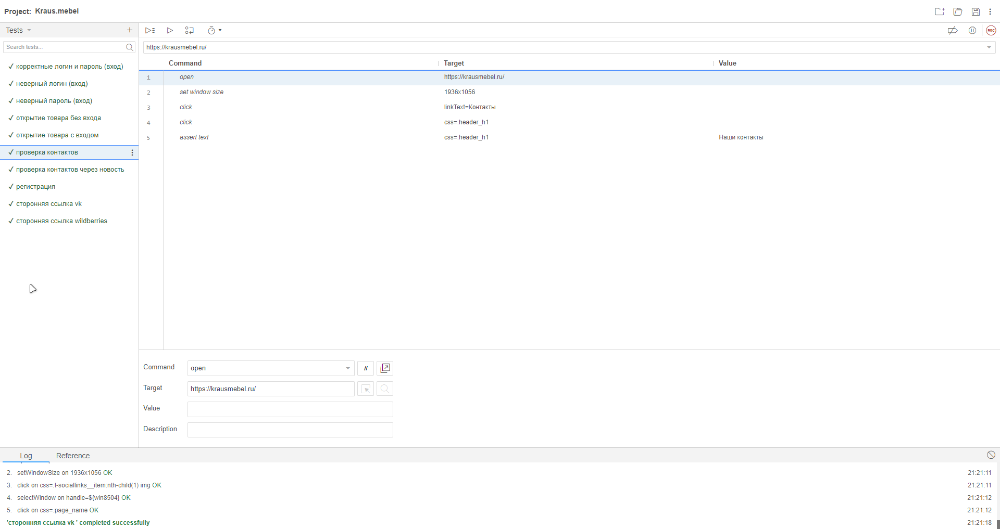 Project: Kraus.mebel
Tests
Search tests...
✓ корректные логин и пароль (вход)
✓ неверный логин (вход)
✓ неверный пароль (вход)
✓ открытие товара без входа
✓ открытие товара с входом
✓ проверка контактов
✓ проверка контактов через новость
✓ регистрация
✓ сторонняя ссылка vk
✓ сторонняя ссылка wildberries
REC
https://krausmebel.ru/
Command Target Value
1 open https://krausmebel.ru/
2 set window size 1936x1056
3 click linkText=Контакты
4 click css=.header_h1
5 assert text css=.header_h1 Наши контакты
Command open //
Target https://krausmebel.ru/
Value
Description
Log Reference
2. setWindowSize on 1936x1056 OK 21:21:11
3. click on css=.t-sociallinks__item:nth-child(1) img OK 21:21:11
4. selectWindow on handle=${win8504} OK 21:21:12
5. click on css=.page_name OK 21:21:12
'сторонняя ссылка vk ' completed successfully 21:21:18